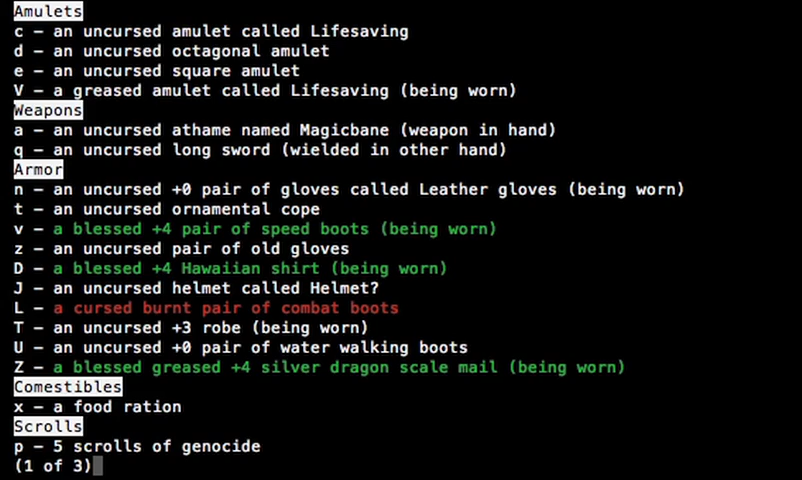 Amulets
c – an uncursed amulet called Lifesaving
d – an uncursed octagonal amulet
e – an uncursed square amulet
V – a greased amulet called Lifesaving (being worn)
Weapons
a – an uncursed athame named Magicbane (weapon in hand)
q – an uncursed long sword (wielded in other hand)
Armor
n – an uncursed +0 pair of gloves called Leather gloves (being worn)
t – an uncursed ornamental cope
v – a blessed +4 pair of speed boots (being worn)
z – an uncursed pair of old gloves
D – a blessed +4 Hawaiian shirt (being worn)
J – an uncursed helmet called Helmet?
L – a cursed burnt pair of combat boots
T – an uncursed +3 robe (being worn)
U – an uncursed +0 pair of water walking boots
Z – a blessed greased +4 silver dragon scale mail (being worn)
Comestibles
x – a food ration
Scrolls
p – 5 scrolls of genocide
(1 of 3)